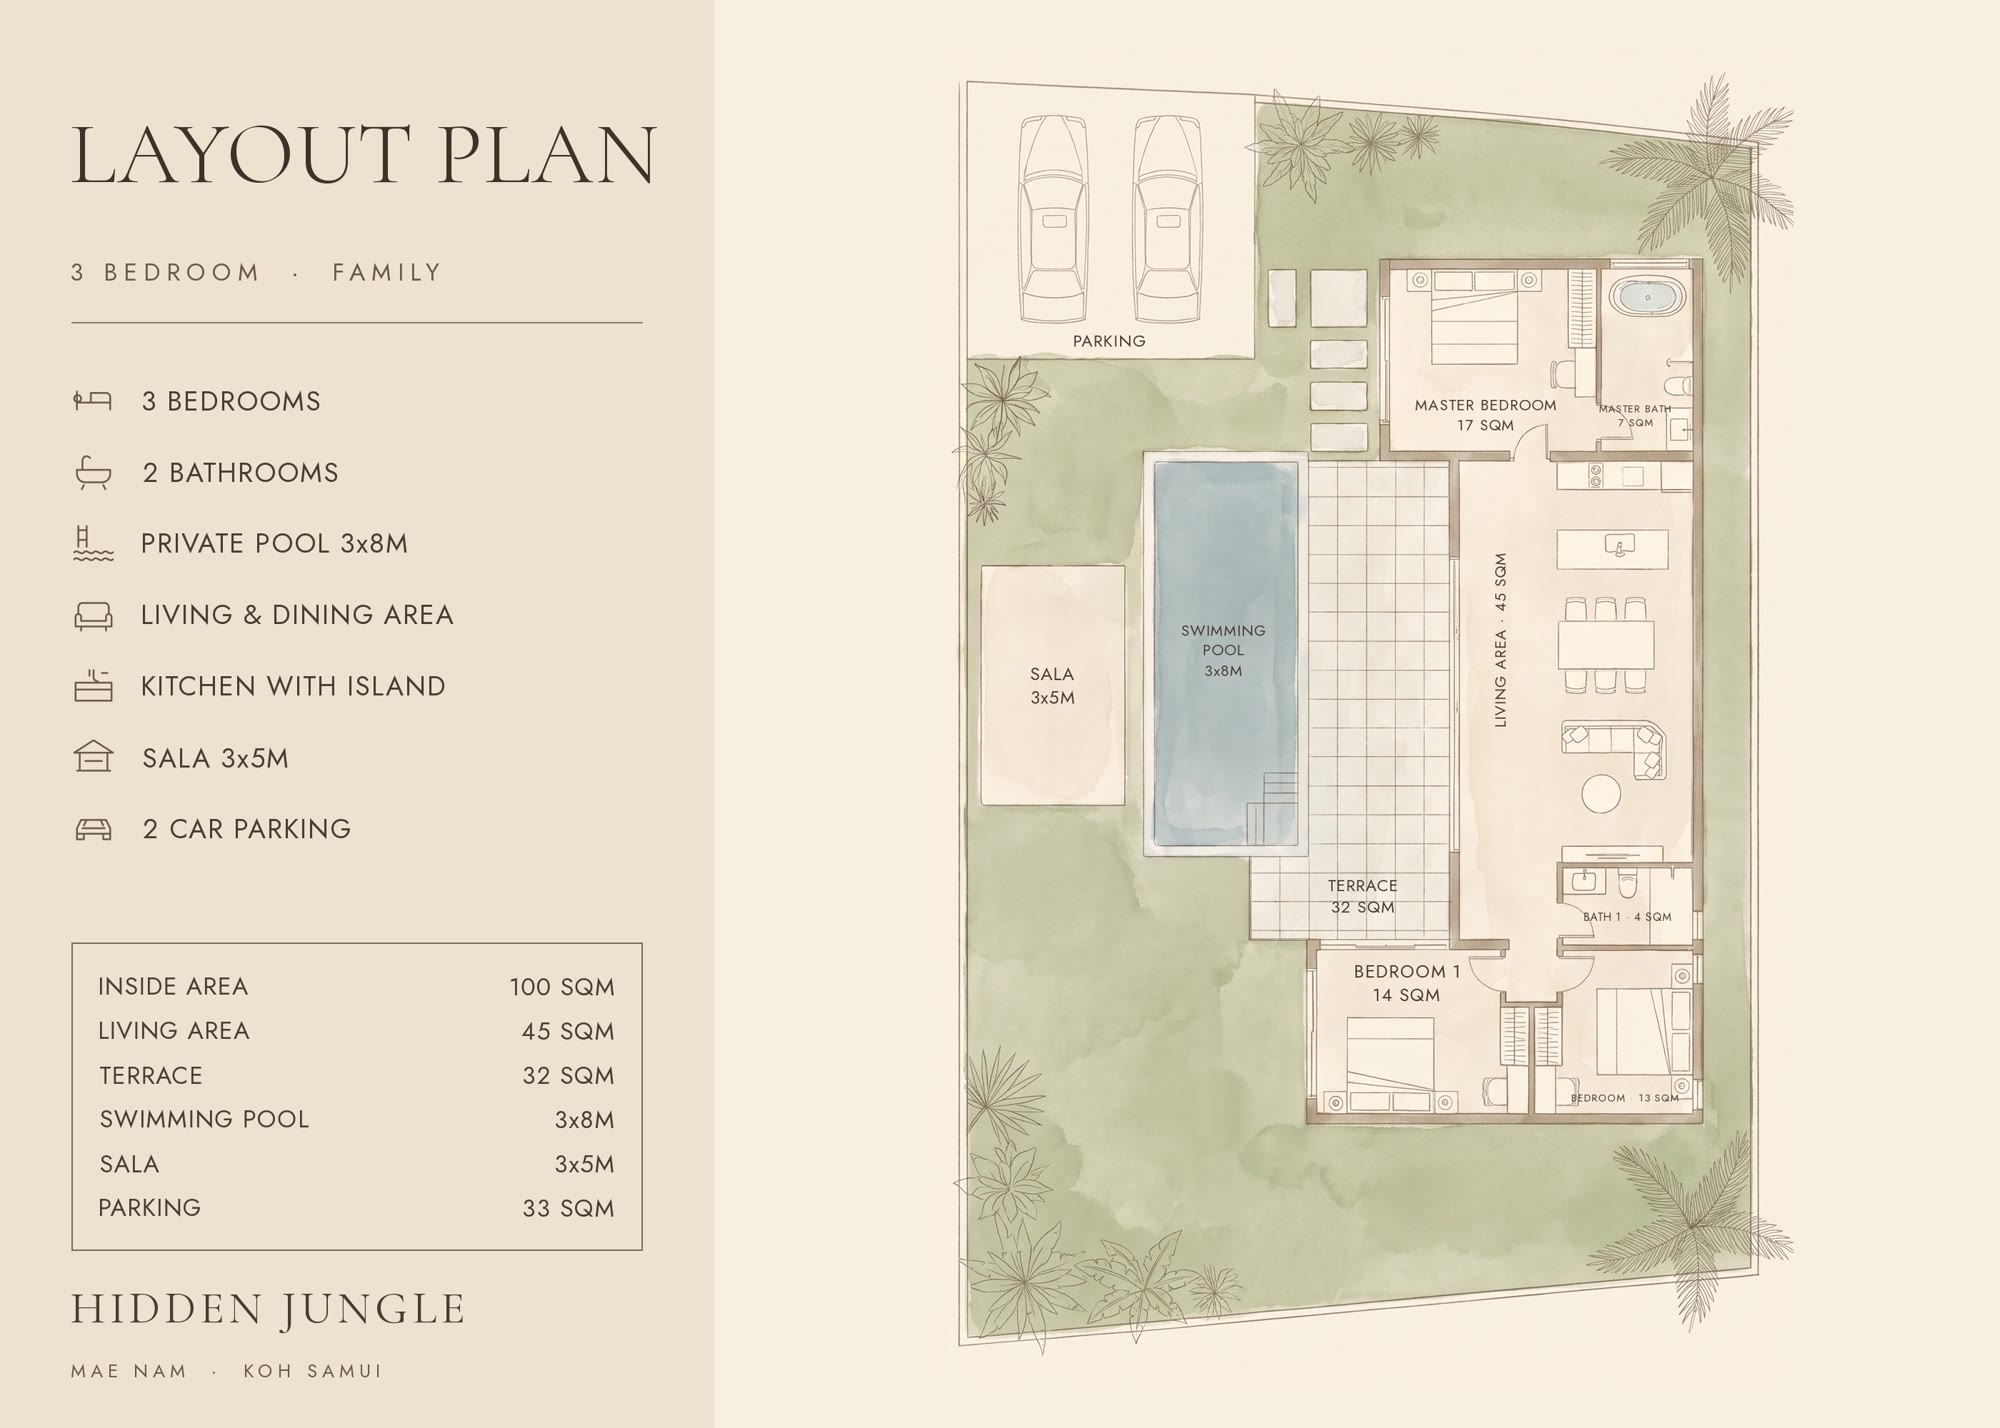 LAYOUT PLAN
3 BEDROOM · FAMILY
3 BEDROOMS
2 BATHROOMS
PRIVATE POOL 3x8M
LIVING & DINING AREA
KITCHEN WITH ISLAND
SALA 3x5M
2 CAR PARKING
INSIDE AREA 100 SQM
LIVING AREA 45 SQM
TERRACE 32 SQM
SWIMMING POOL 3x8M
SALA 3x5M
PARKING 33 SQM
HIDDEN JUNGLE
MAE NAM · KOH SAMUI
PARKING
MASTER BEDROOM
17 SQM
MASTER BATH
7 SQM
SWIMMING
POOL
3x8M
SALA
3x5M
LIVING AREA · 45 SQM
TERRACE
32 SQM
BATH 1 · 4 SQM
BEDROOM 1
14 SQM
BEDROOM · 13 SQM